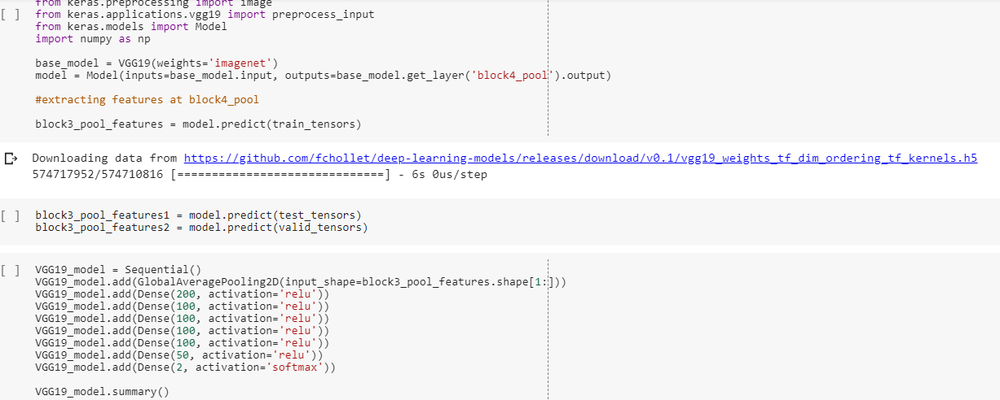 from keras.preprocessing import image
[ ] from keras.applications.vgg19 import preprocess_input
from keras.models import Model
import numpy as np
base_model = VGG19(weights='imagenet')
model = Model(inputs=base_model.input, outputs=base_model.get_layer('block4_pool').output)
#extracting features at block4_pool
block3_pool_features = model.predict(train_tensors)
Downloading data from https://github.com/fchollet/deep-learning-models/releases/download/v0.1/vgg19_weights_tf_dim_ordering_tf_kernels.h5
574717952/574710816 [==============================] - 6s 0us/step
[ ] block3_pool_features1 = model.predict(test_tensors)
block3_pool_features2 = model.predict(valid_tensors)
[ ] VGG19_model = Sequential()
VGG19_model.add(GlobalAveragePooling2D(input_shape=block3_pool_features.shape[1:]))
VGG19_model.add(Dense(200, activation='relu'))
VGG19_model.add(Dense(100, activation='relu'))
VGG19_model.add(Dense(100, activation='relu'))
VGG19_model.add(Dense(100, activation='relu'))
VGG19_model.add(Dense(100, activation='relu'))
VGG19_model.add(Dense(50, activation='relu'))
VGG19_model.add(Dense(2, activation='softmax'))
VGG19_model.summary()